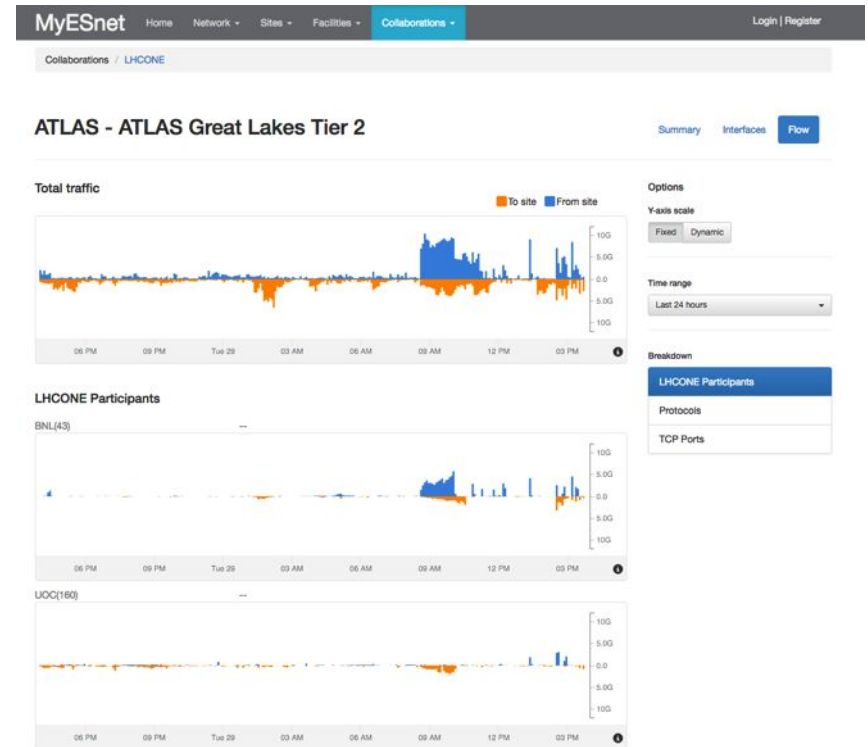 MyESnet Home Network Sites Facilities Collaborations Login | Register
Collaborations / LHCONE
ATLAS - ATLAS Great Lakes Tier 2
Summary Interfaces Flow
Total traffic
To site From site
10G
5.0G
0.0
5.0G
10G
06 PM 09 PM Tue 29 03 AM 06 AM 09 AM 12 PM 03 PM
Options
Y-axis scale
Fixed Dynamic
Time range
Last 24 hours
Breakdown
LHCONE Participants
Protocols
TCP Ports
LHCONE Participants
BNL(43) --
10G
5.0G
0.0
5.0G
10G
06 PM 09 PM Tue 29 03 AM 06 AM 09 AM 12 PM 03 PM
UOC(160) --
10G
5.0G
0.0
5.0G
10G
06 PM 09 PM Tue 29 03 AM 06 AM 09 AM 12 PM 03 PM